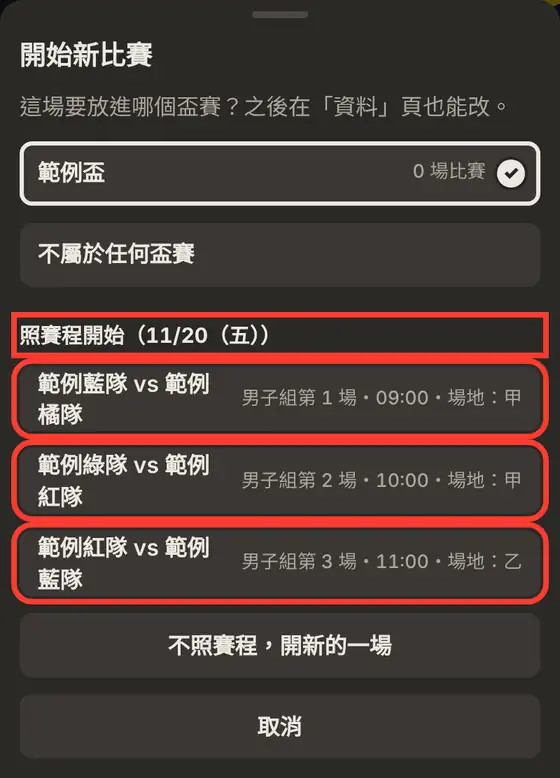 開始新比賽
這場要放進哪個盃賽？之後在「資料」頁也能改。
範例盃
0 場比賽
不屬於任何盃賽
照賽程開始（11/20（五））
範例藍隊 vs 範例
橘隊
男子組第 1 場・09:00・場地：甲
範例綠隊 vs 範例
紅隊
男子組第 2 場・10:00・場地：甲
範例紅隊 vs 範例
藍隊
男子組第 3 場・11:00・場地：乙
不照賽程，開新的一場
取消